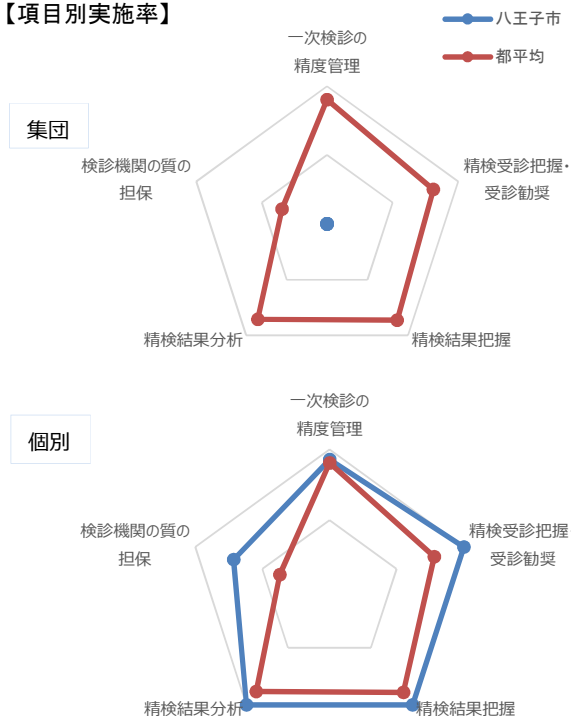 【項目別実施率】
八王子市
都平均
集団
一次検診の
精度管理
精検受診把握・
受診勧奨
精検結果把握
精検結果分析
検診機関の質の
担保
個別
一次検診の
精度管理
精検受診把握
受診勧奨
精検結果把握
精検結果分析
検診機関の質の
担保